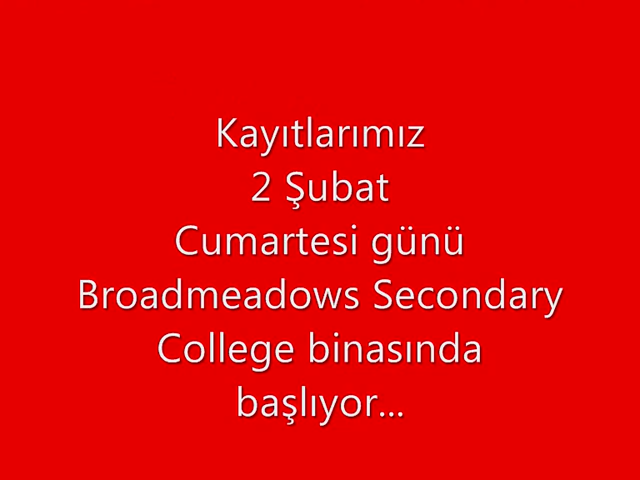 Kayıtlarımız
2 Şubat
Cumartesi günü
Broadmeadows Secondary
College binasında
başlıyor...